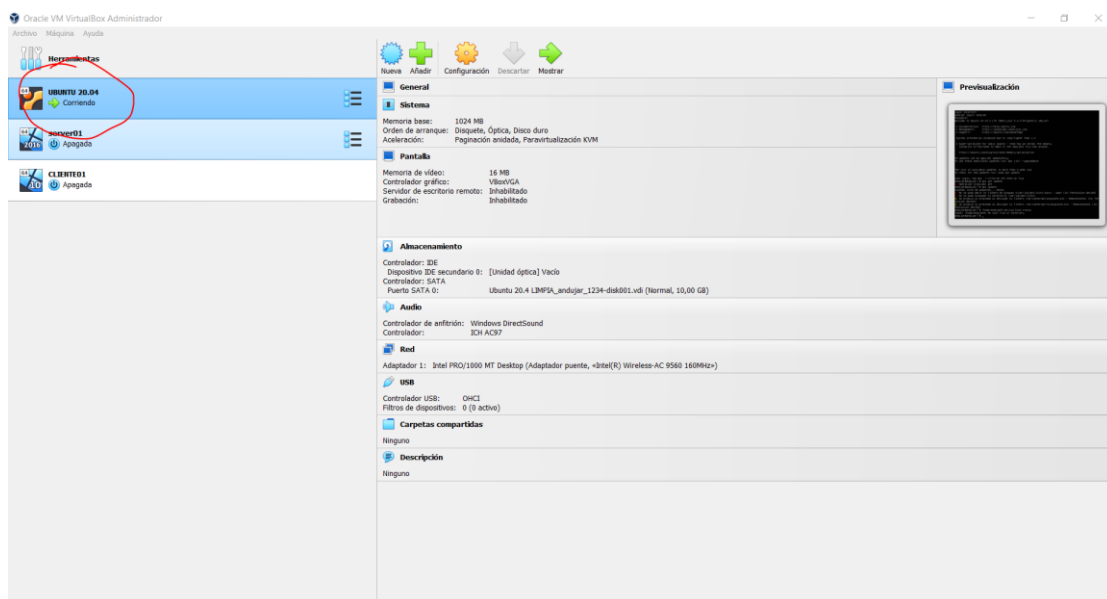 Oracle VM VirtualBox Administrador
Archivo Máquina Ayuda
Herramientas
64
UBUNTU 20.04
Corriendo
64
2016
server01
Apagada
64
10
CLIENTE01
Apagada
Nueva Añadir Configuración Descartar Mostrar
General
Sistema
Memoria base: 1024 MB
Orden de arranque: Disquete, Óptica, Disco duro
Aceleración: Paginación anidada, Paravirtualización KVM
Pantalla
Memoria de vídeo: 16 MB
Controlador gráfico: VBoxVGA
Servidor de escritorio remoto: Inhabilitado
Grabación: Inhabilitado
Almacenamiento
Controlador: IDE
Dispositivo IDE secundario 0: [Unidad óptica] Vacío
Controlador: SATA
Puerto SATA 0: Ubuntu 20.4 LIMPIA_andujar_1234-disk001.vdi (Normal, 10,00 GB)
Audio
Controlador de anfitrión: Windows DirectSound
Controlador: ICH AC97
Red
Adaptador 1: Intel PRO/1000 MT Desktop (Adaptador puente, «Intel(R) Wireless-AC 9560 160MHz»)
USB
Controlador USB: OHCI
Filtros de dispositivos: 0 (0 activo)
Carpetas compartidas
Ninguno
Descripción
Ninguno
Previsualización